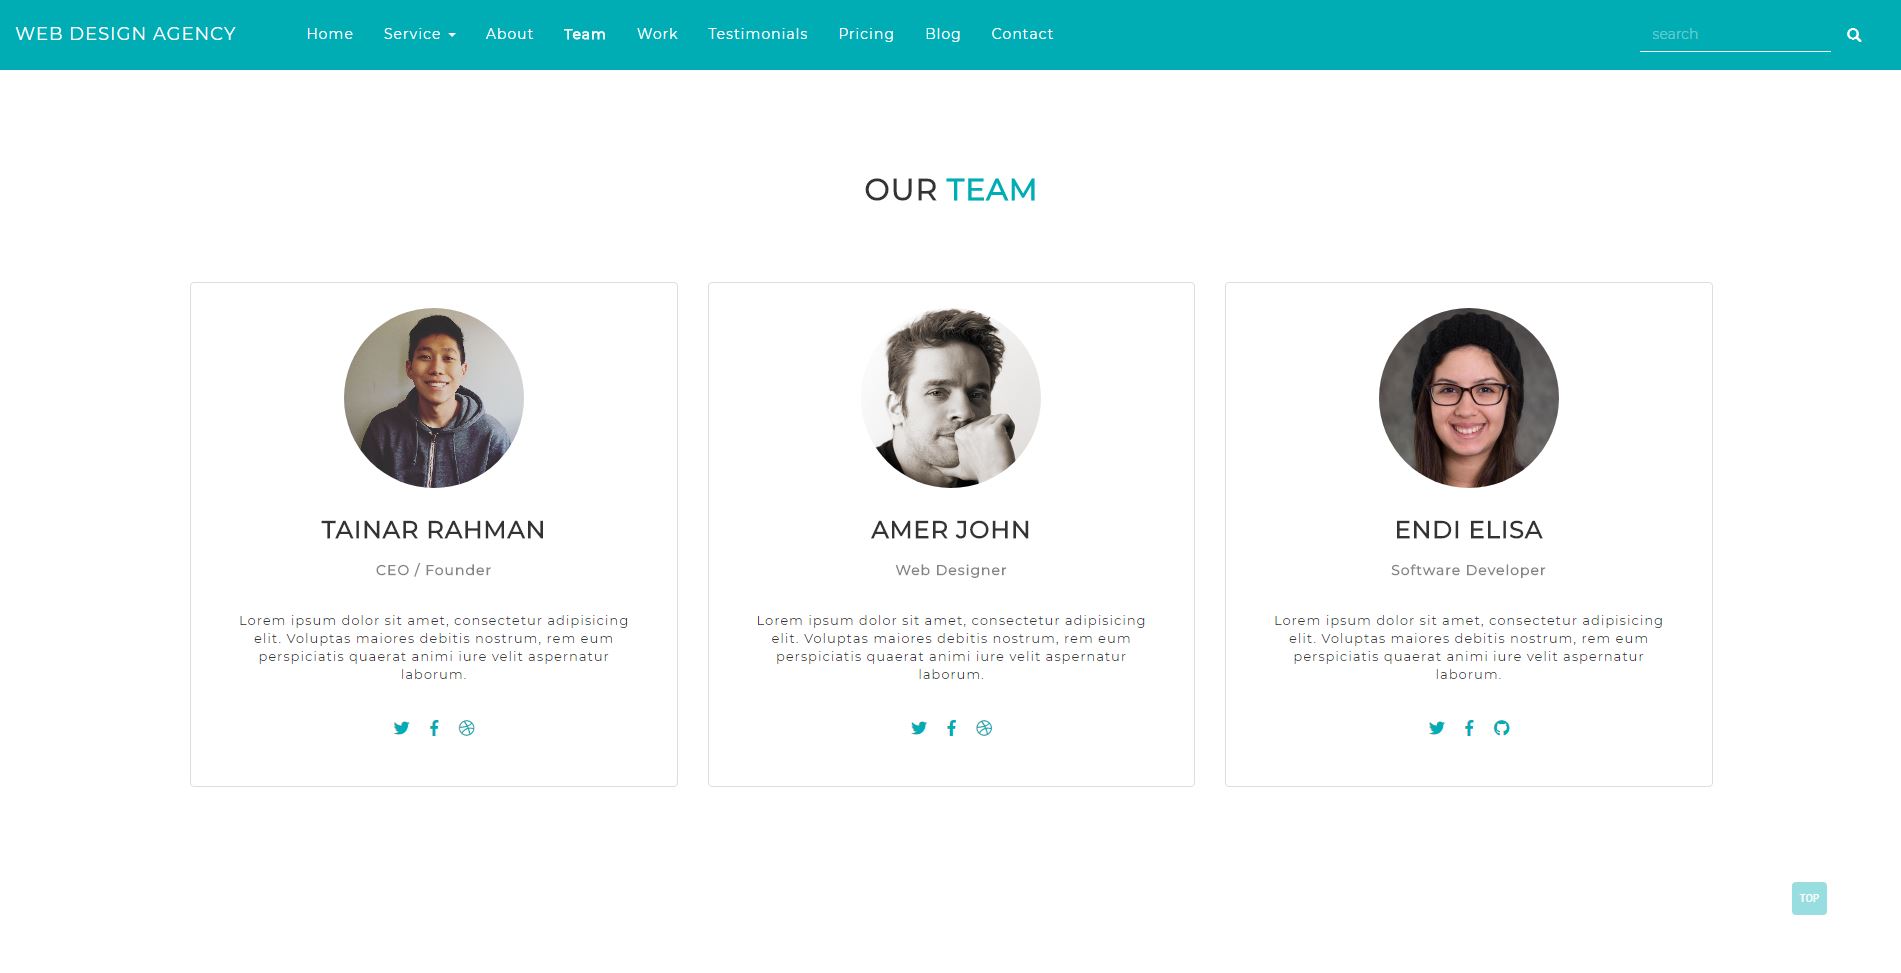 WEB DESIGN AGENCY Home Service About Team Work Testimonials Pricing Blog Contact search
OUR TEAM
TAINAR RAHMAN
CEO / Founder
Lorem ipsum dolor sit amet, consectetur adipisicing
elit. Voluptas maiores debitis nostrum, rem eum
perspiciatis quaerat animi iure velit aspernatur
laborum.
AMER JOHN
Web Designer
Lorem ipsum dolor sit amet, consectetur adipisicing
elit. Voluptas maiores debitis nostrum, rem eum
perspiciatis quaerat animi iure velit aspernatur
laborum.
ENDI ELISA
Software Developer
Lorem ipsum dolor sit amet, consectetur adipisicing
elit. Voluptas maiores debitis nostrum, rem eum
perspiciatis quaerat animi iure velit aspernatur
laborum.
TOP